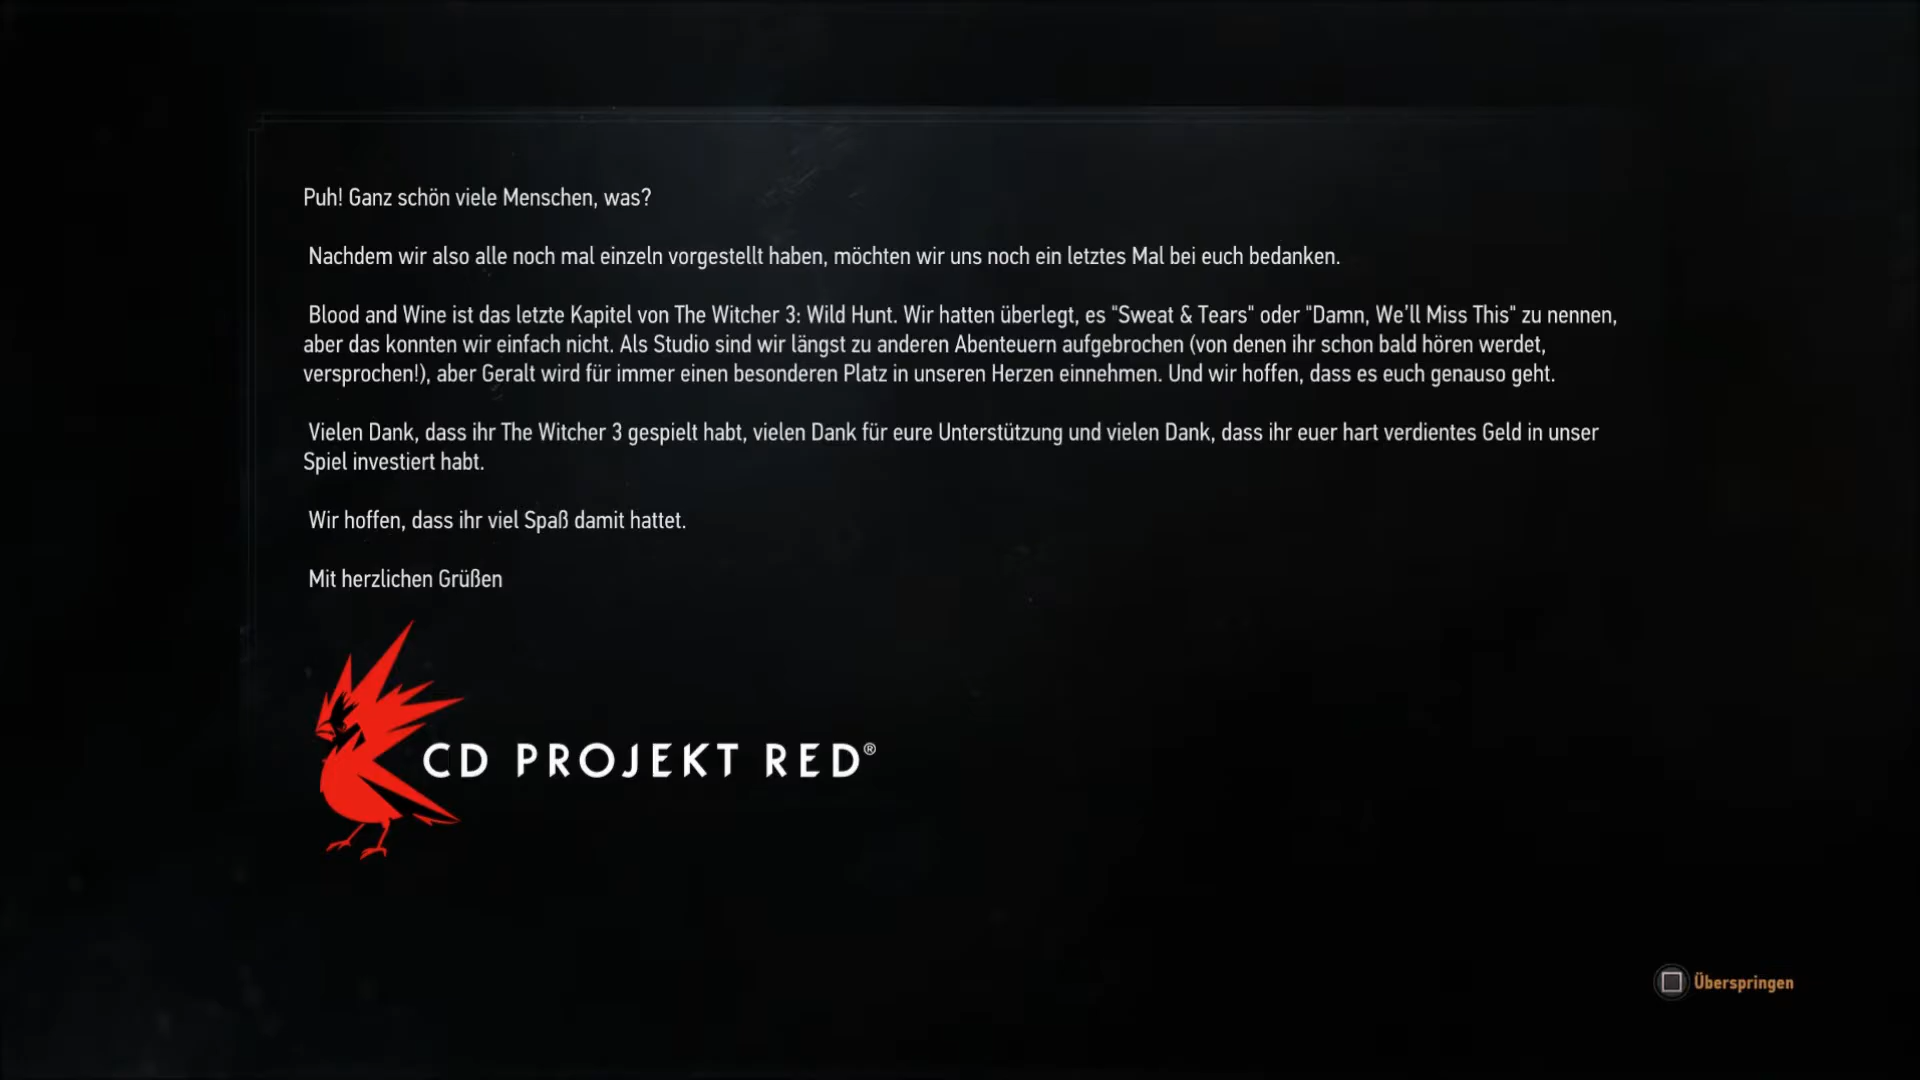 Puh! Ganz schön viele Menschen, was?
Nachdem wir also alle noch mal einzeln vorgestellt haben, möchten wir uns noch ein letztes Mal bei euch bedanken.
Blood and Wine ist das letzte Kapitel von The Witcher 3: Wild Hunt. Wir hatten überlegt, es "Sweat & Tears" oder "Damn, We'll Miss This" zu nennen,
aber das konnten wir einfach nicht. Als Studio sind wir längst zu anderen Abenteuern aufgebrochen (von denen ihr schon bald hören werdet,
versprochen!), aber Geralt wird für immer einen besonderen Platz in unseren Herzen einnehmen. Und wir hoffen, dass es euch genauso geht.
Vielen Dank, dass ihr The Witcher 3 gespielt habt, vielen Dank für eure Unterstützung und vielen Dank, dass ihr euer hart verdientes Geld in unser
Spiel investiert habt.
Wir hoffen, dass ihr viel Spaß damit hattet.
Mit herzlichen Grüßen
CD PROJEKT RED®
Überspringen